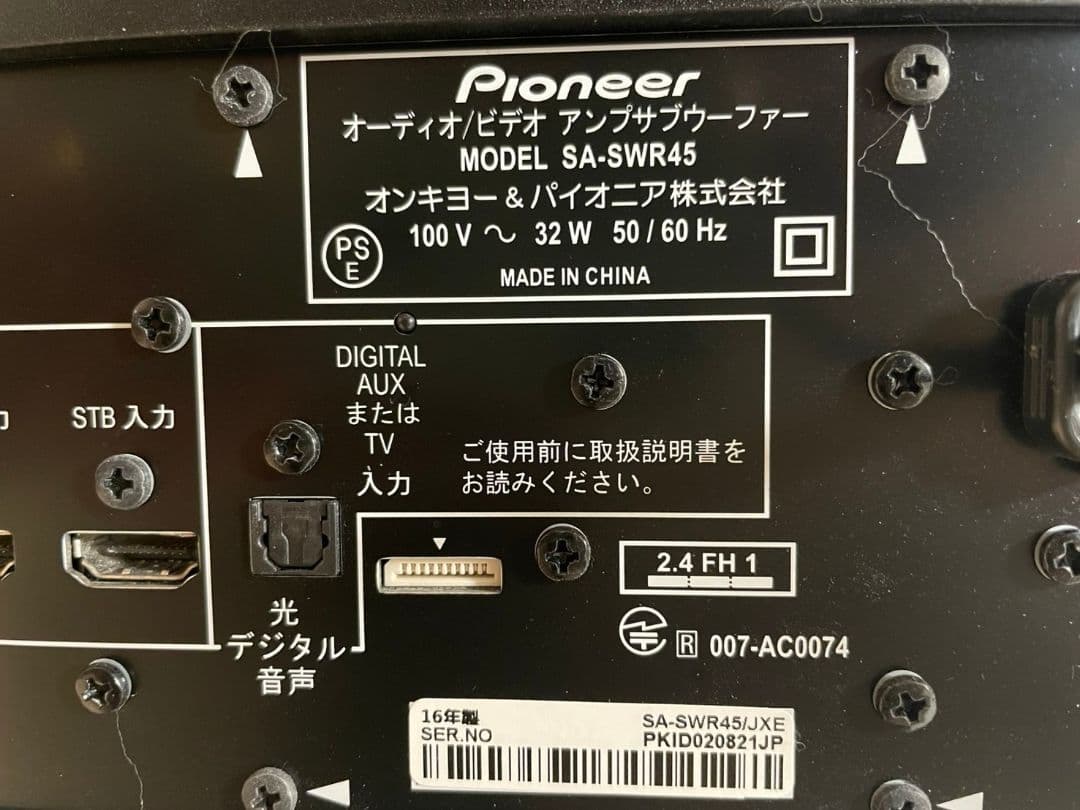 Pioneer
オーディオ/ビデオ アンプサブウーファー
MODEL SA-SWR45
オンキヨー&パイオニア株式会社
100 V ～ 32 W 50 / 60 Hz
PS
E
MADE IN CHINA
力
STB 入力
DIGITAL
AUX
または
TV
入力
ご使用前に取扱説明書を
お読みください。
光
デジタル
音声
2.4 FH 1
R 007-AC0074
16年製 SA-SWR45/JXE
SER.NO PKID020821JP